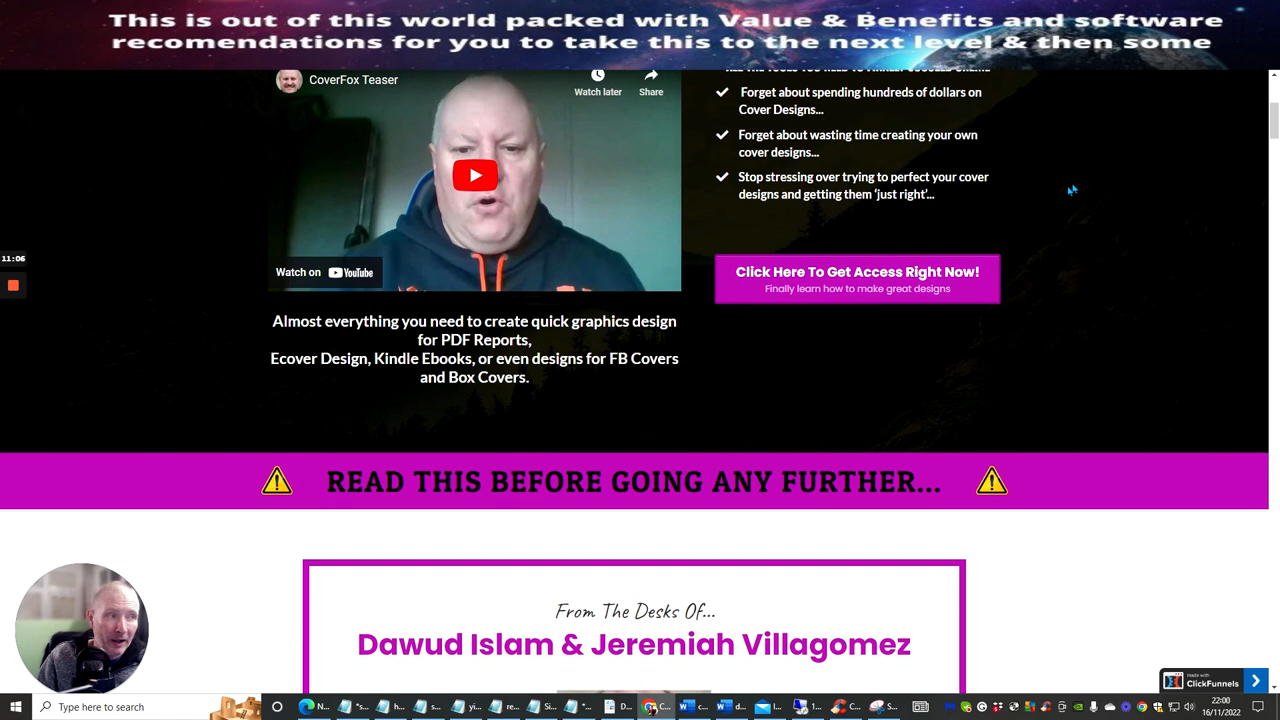 This is out of this world packed with Value & Benefits and software
recomendations for you to take this to the next level & then some
CoverFox Teaser
Watch later
Share
Watch on YouTube
Almost everything you need to create quick graphics design
for PDF Reports,
Ecover Design, Kindle Ebooks, or even designs for FB Covers
and Box Covers.
Forget about spending hundreds of dollars on
Cover Designs...
Forget about wasting time creating your own
cover designs...
Stop stressing over trying to perfect your cover
designs and getting them ‘just right’...
Click Here To Get Access Right Now!
Finally learn how to make great designs
11:06
READ THIS BEFORE GOING ANY FURTHER...
From The Desks Of...
Dawud Islam & Jeremiah Villagomez
made with
ClickFunnels
Type here to search
N...
"s...
h...
s...
yi...
re...
Si...
"...
D...
C...
c...
d...
I...
1...
C...
S...
22:00
16/11/2022